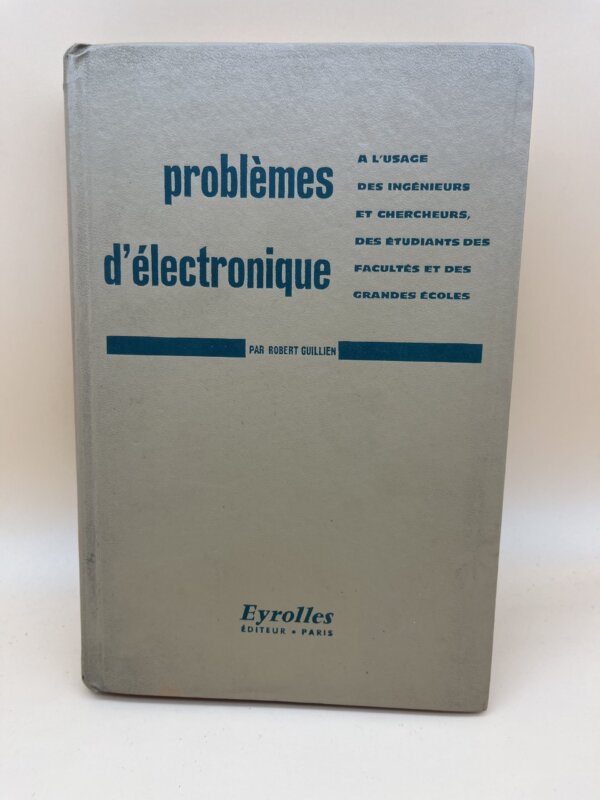 problèmes
d'électronique
A L'USAGE
DES INGÉNIEURS
ET CHERCHEURS,
DES ÉTUDIANTS DES
FACULTÉS ET DES
GRANDES ÉCOLES
PAR ROBERT GUILLIEN
Eyrolles
ÉDITEUR • PARIS